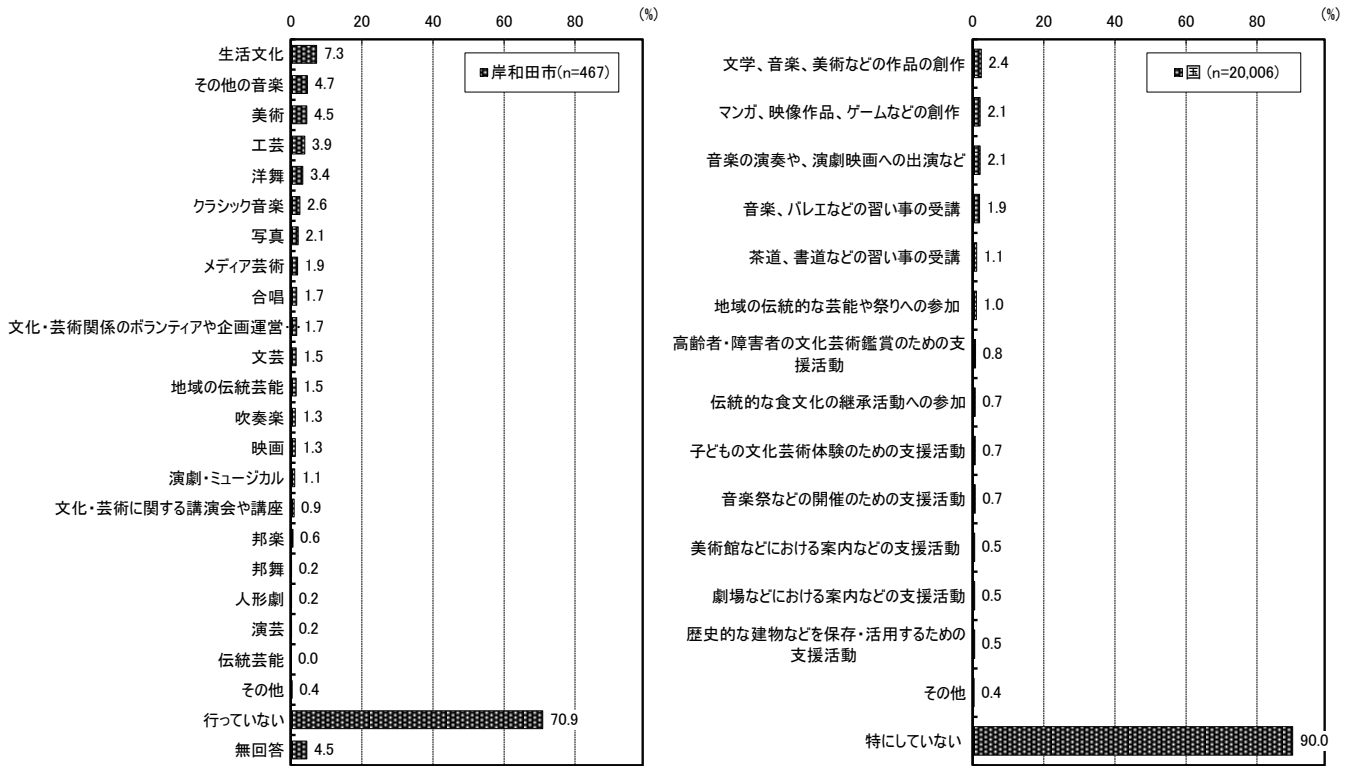 0 20 40 60 80 (%)
岸和田市(n=467)
生活文化 7.3
その他の音楽 4.7
美術 4.5
工芸 3.9
洋舞 3.4
クラシック音楽 2.6
写真 2.1
メディア芸術 1.9
合唱 1.7
文化・芸術関係のボランティアや企画運営 1.7
文芸 1.5
地域の伝統芸能 1.5
吹奏楽 1.3
映画 1.3
演劇・ミュージカル 1.1
文化・芸術に関する講演会や講座 0.9
邦楽 0.6
邦舞 0.2
人形劇 0.2
演芸 0.2
伝統芸能 0.0
その他 0.4
行っていない 70.9
無回答 4.5
0 20 40 60 80 (%)
国 (n=20,006)
文学、音楽、美術などの作品の創作 2.4
マンガ、映像作品、ゲームなどの創作 2.1
音楽の演奏や、演劇映画への出演など 2.1
音楽、バレエなどの習い事の受講 1.9
茶道、書道などの習い事の受講 1.1
地域の伝統的な芸能や祭りへの参加 1.0
高齢者・障害者の文化芸術鑑賞のための支
援活動 0.8
伝統的な食文化の継承活動への参加 0.7
子どもの文化芸術体験のための支援活動 0.7
音楽祭などの開催のための支援活動 0.7
美術館などにおける案内などの支援活動 0.5
劇場などにおける案内などの支援活動 0.5
歴史的な建物などを保存・活用するための
支援活動 0.5
その他 0.4
特にしていない 90.0